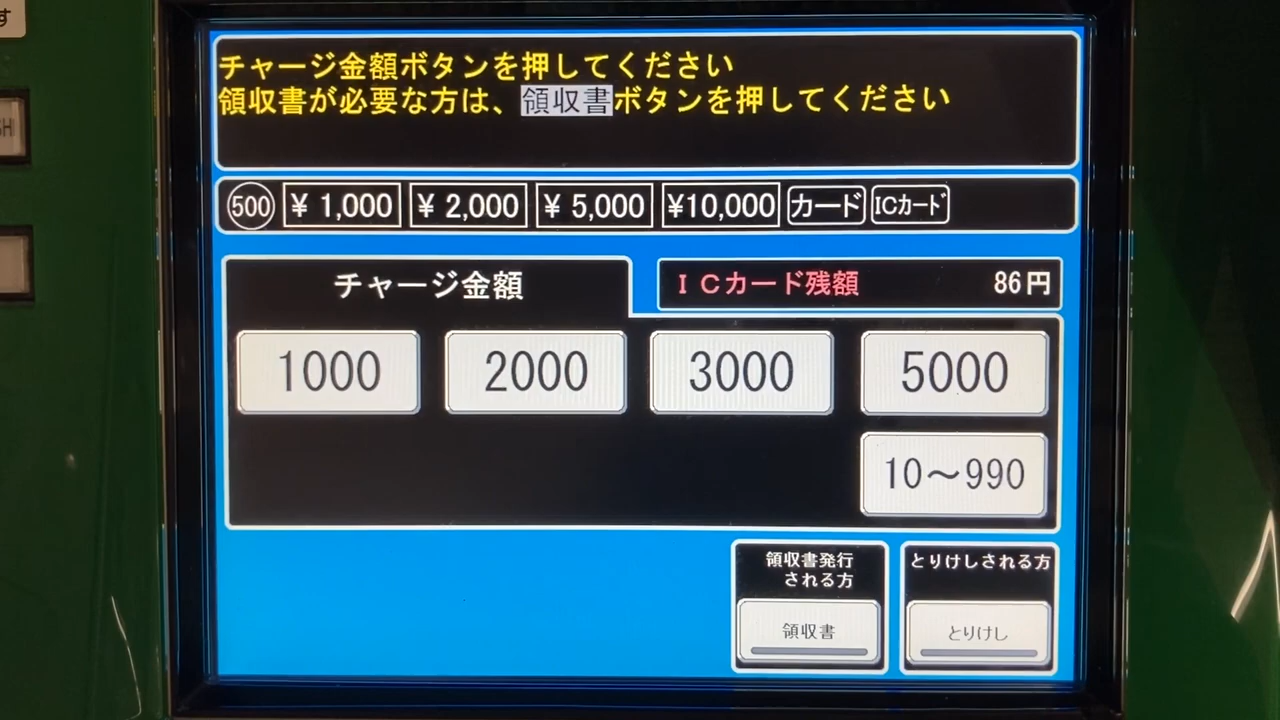 す
チャージ金額ボタンを押してください
領収書が必要な方は、領収書ボタンを押してください
500 ¥1,000 ¥2,000 ¥5,000 ¥10,000 カード ICカード
チャージ金額
ICカード残額 86円
1000 2000 3000 5000
10～990
領収書発行
される方
領収書
とりけしされる方
とりけし